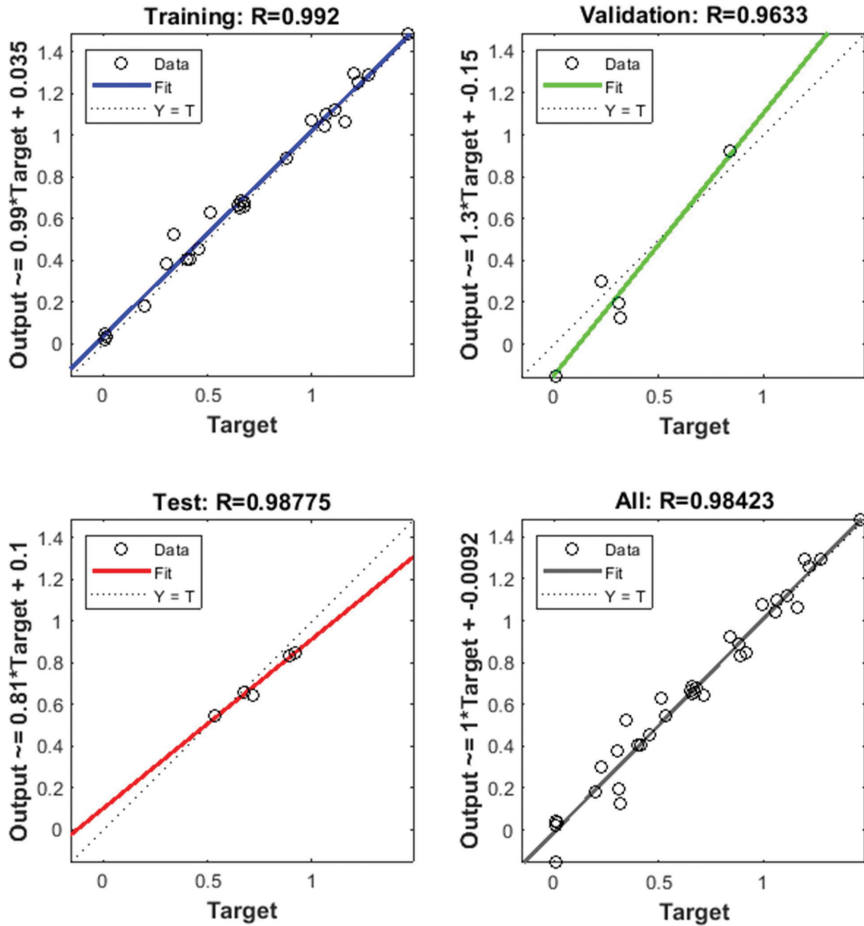 Training: R=0.992
Output ~= 0.99*Target + 0.035
1.4
1.2
1
0.8
0.6
0.4
0.2
0
Data
Fit
Y = T
0
0.5
1
Target
Validation: R=0.9633
Output ~= 1.3*Target + -0.15
1.4
1.2
1
0.8
0.6
0.4
0.2
0
Data
Fit
Y = T
0
0.5
1
Target
Test: R=0.98775
Output ~= 0.81*Target + 0.1
1.4
1.2
1
0.8
0.6
0.4
0.2
0
Data
Fit
Y = T
0
0.5
1
Target
All: R=0.98423
Output ~= 1*Target + -0.0092
1.4
1.2
1
0.8
0.6
0.4
0.2
0
Data
Fit
Y = T
0
0.5
1
Target